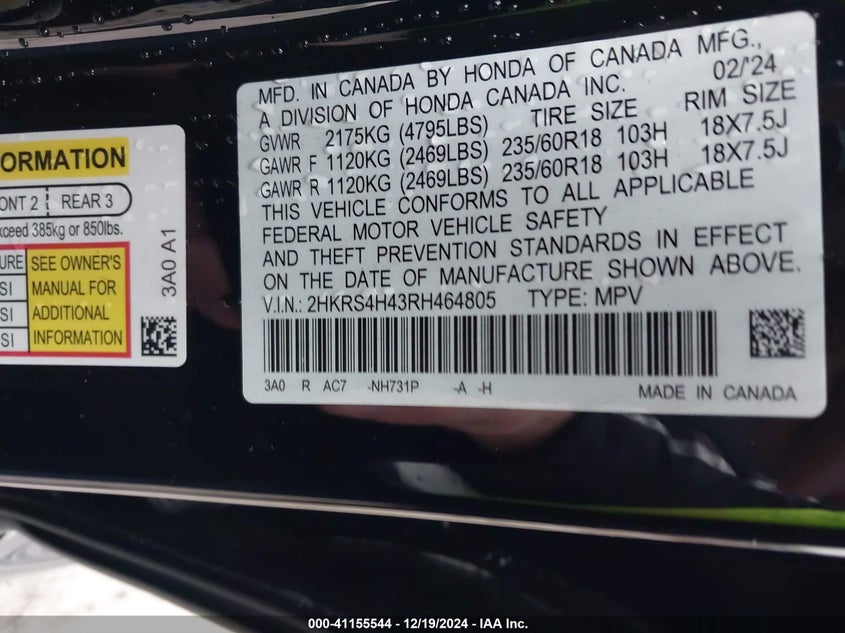 ORMATION
ONT 2 REAR 3
xceed 385kg or 850lbs.
URE SEE OWNER'S
SI MANUAL FOR
SI ADDITIONAL
SI INFORMATION
3A0 A1
MFD. IN CANADA BY HONDA OF CANADA MFG.,
A DIVISION OF HONDA CANADA INC. 02/'24
GVWR 2175KG (4795LBS) TIRE SIZE RIM SIZE
GAWR F 1120KG (2469LBS) 235/60R18 103H 18X7.5J
GAWR R 1120KG (2469LBS) 235/60R18 103H 18X7.5J
THIS VEHICLE CONFORMS TO ALL APPLICABLE
FEDERAL MOTOR VEHICLE SAFETY
AND THEFT PREVENTION STANDARDS IN EFFECT
ON THE DATE OF MANUFACTURE SHOWN ABOVE.
V.I.N.: 2HKRS4H43RH464805 TYPE: MPV
3A0 R AC7 -NH731P -A -H MADE IN CANADA
000-41155544 - 12/19/2024 - IAA Inc.